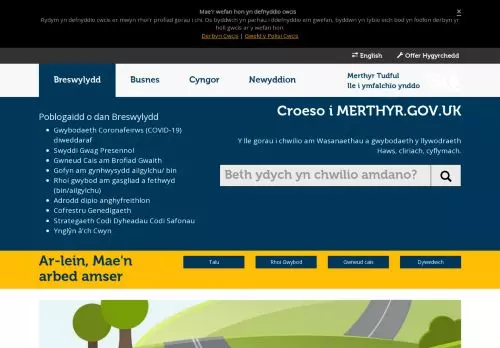 Mae'r wefan hon yn defnyddio cwcis
✕
Rydym yn defnyddio cwcis er mwyn rhoi'r profiad gorau i chi. Os byddwch yn parhau i ddefnyddio ein gwefan, byddwn yn tybio eich bod yn fodlon derbyn yr
holl gwcis ar y wefan hon.
Derbyn Cwcis | Gweld y Polisi Cwcis
English
Offer Hygyrchedd
Breswylydd
Busnes
Cyngor
Newyddion
Merthyr Tudful
lle i ymfalchïo ynddo
Poblogaidd o dan Breswylydd
Gwybodaeth Coronafeirws (COVID-19)
diweddaraf
Swyddi Gwag Presennol
Gwneud Cais am Brofiad Gwaith
Gofyn am gynhwysydd ailgylchu/ bin
Rhoi gwybod am gasgliad a fethwyd
(bin/ailgylchu)
Adrodd dipio anghyfreithlon
Cofrestru Genedigaeth
Strategaeth Codi Dyheadau Codi Safonau
Ynglŷn â'ch Cwyn
Croeso i MERTHYR.GOV.UK
Y lle gorau i chwilio am Wasanaethau a gwybodaeth y llywodraeth
Haws, cliriach, cyflymach.
Beth ydych yn chwilio amdano?
Ar-lein, Mae'n
arbed amser
Talu
Rhoi Gwybod
Gwneud cais
Dywedwch